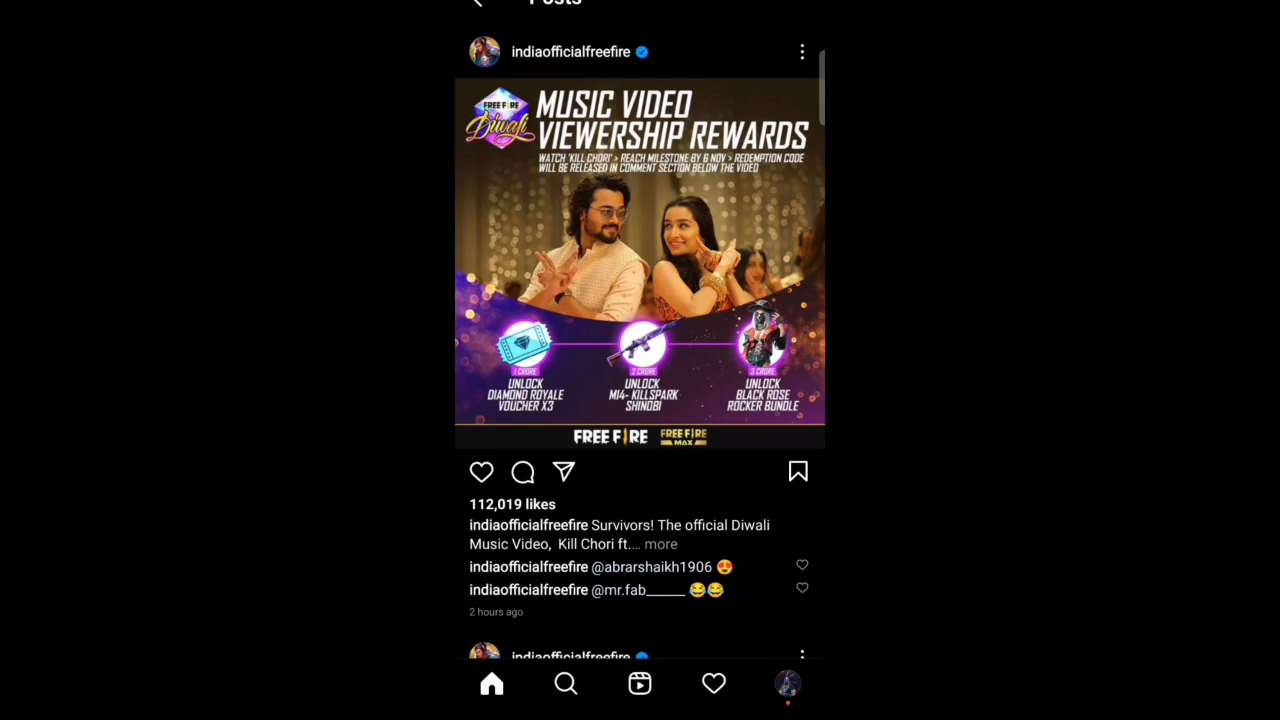 Posts
indiaofficialfreefire
FREE FIRE
Diwali
MUSIC VIDEO
VIEWERSHIP REWARDS
WATCH 'KILL CHORI' > REACH MILESTONE BY 6 NOV > REDEMPTION CODE
WILL BE RELEASED IN COMMENT SECTION BELOW THE VIDEO
1 CRORE
2 CRORE
3 CRORE
UNLOCK
DIAMOND ROYALE
VOUCHER X3
UNLOCK
M14- KILLSPARK
SHINOBI
UNLOCK
BLACK ROSE
ROCKER BUNDLE
FREE FIRE
FREE FIRE
MAX
112,019 likes
indiaofficialfreefire Survivors! The official Diwali
Music Video, Kill Chori ft.... more
indiaofficialfreefire @abrarshaikh1906 😍
indiaofficialfreefire @mr.fab______ 😂😂
2 hours ago
indiaofficialfreefire